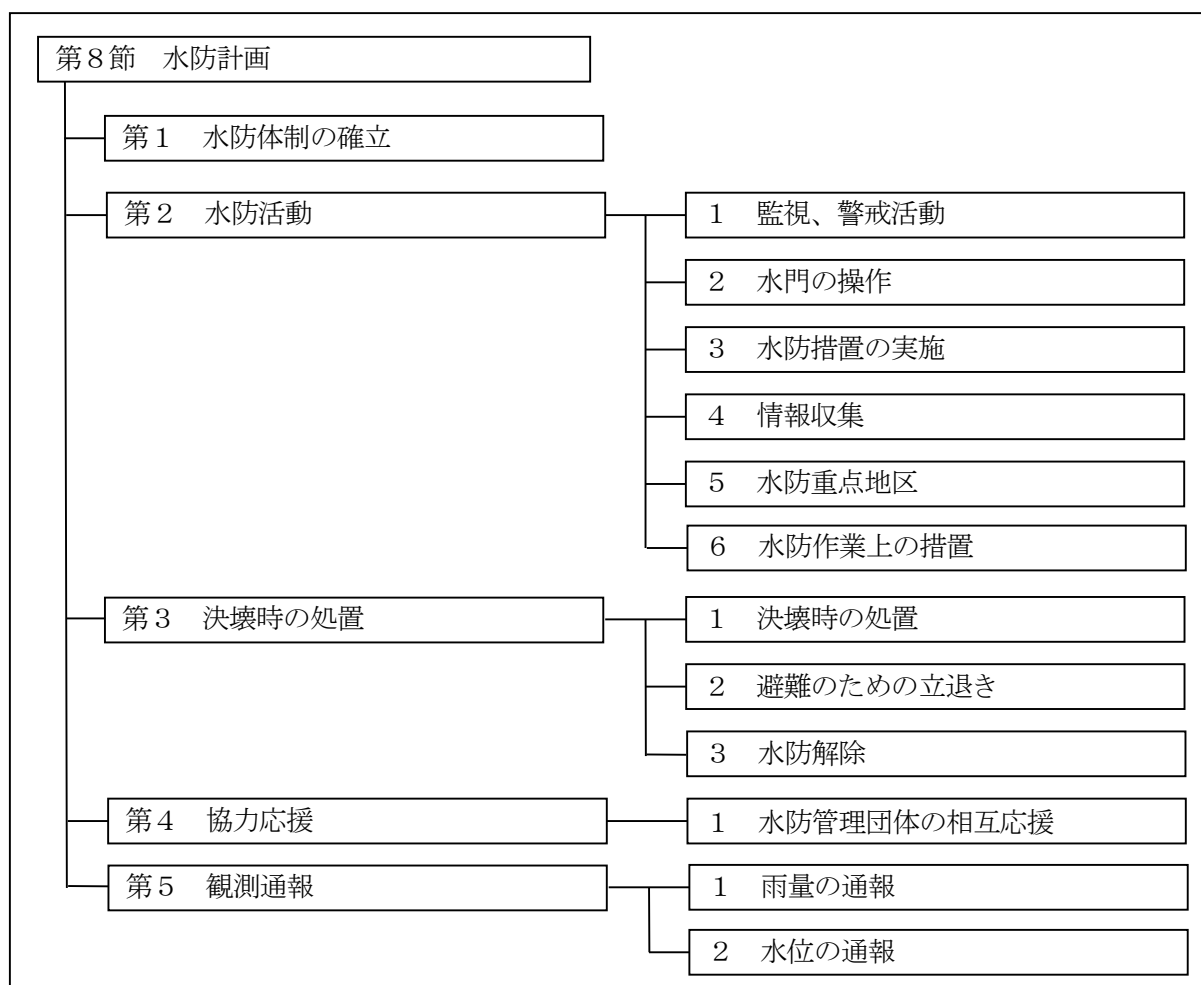 第８節　水防計画
第１　水防体制の確立
第２　水防活動
１　監視、警戒活動
２　水門の操作
３　水防措置の実施
４　情報収集
５　水防重点地区
６　水防作業上の措置
第３　決壊時の処置
１　決壊時の処置
２　避難のための立退き
３　水防解除
第４　協力応援
１　水防管理団体の相互応援
第５　観測通報
１　雨量の通報
２　水位の通報